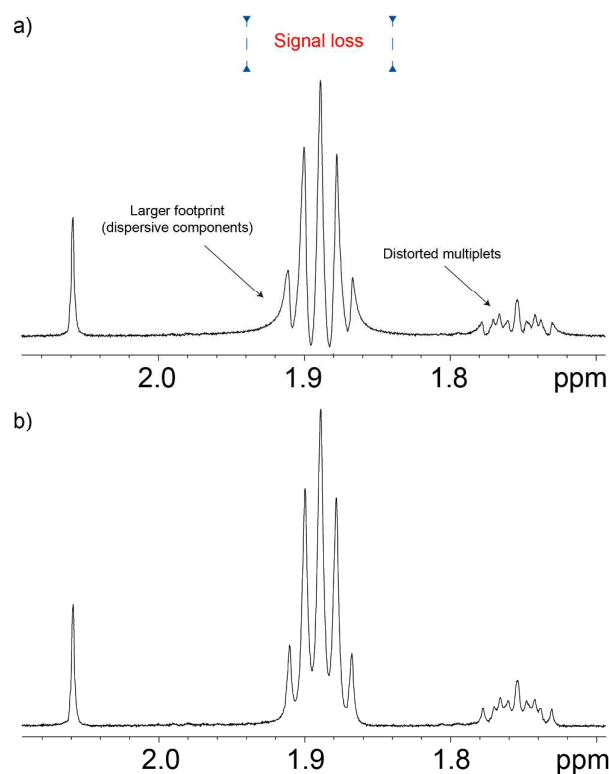 a)
Signal loss
Larger footprint
(dispersive components)
Distorted multiplets
2.0 1.9 1.8 ppm
b)
2.0 1.9 1.8 ppm